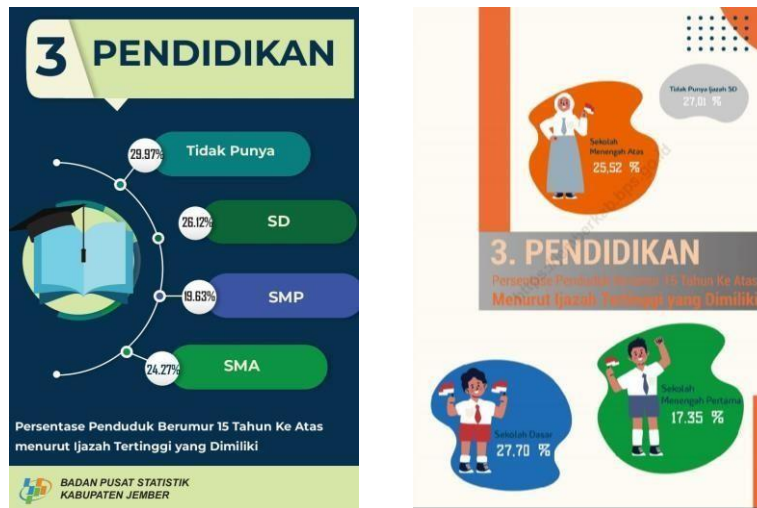 3 PENDIDIKAN
29.97% Tidak Punya
26.12% SD
19.63% SMP
24.27% SMA
Persentase Penduduk Berumur 15 Tahun Ke Atas
menurut Ijazah Tertinggi yang Dimiliki
BADAN PUSAT STATISTIK
KABUPATEN JEMBER
Tidak Punya Ijazah SD
27,01 %
Sekolah
Menengah Atas
25,52 %
3. PENDIDIKAN
Persentase Penduduk Berumur 15 Tahun Ke Atas
Menurut Ijazah Tertinggi yang Dimiliki
Sekolah Dasar
27.70 %
Sekolah
Menengah Pertama
17.35 %